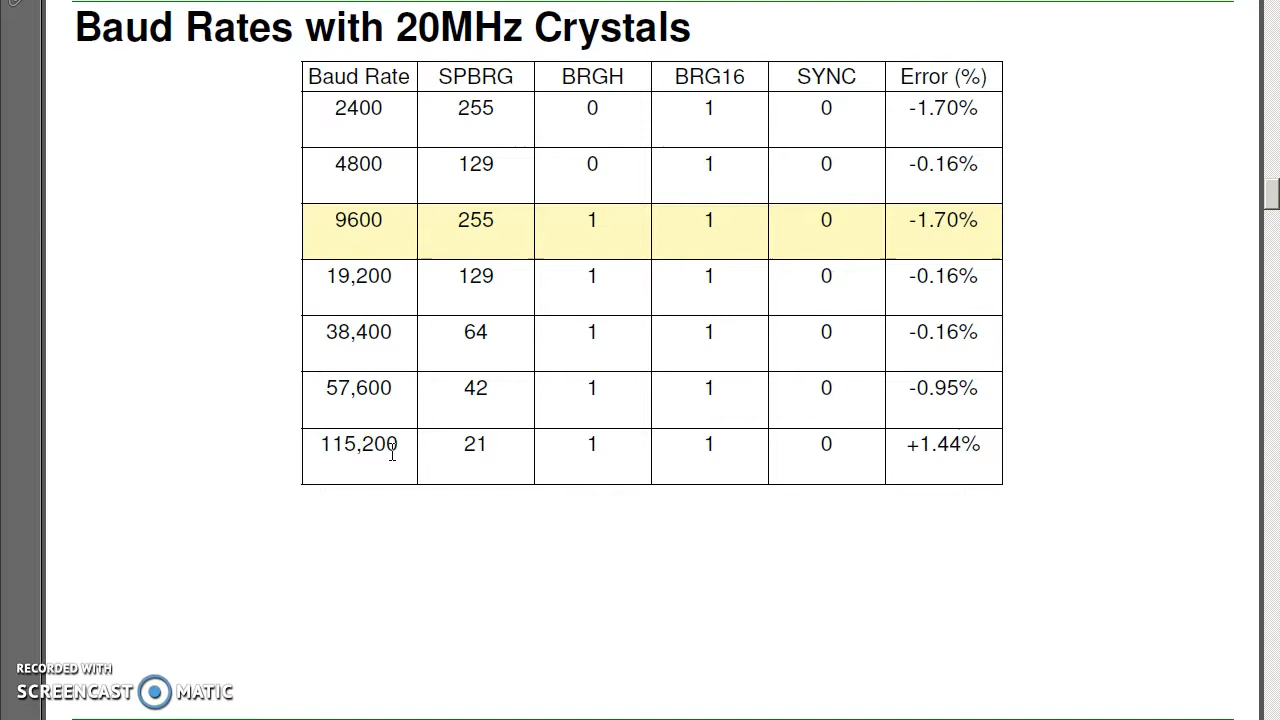 Baud Rates with 20MHz Crystals
Baud Rate SPBRG BRGH BRG16 SYNC Error (%)
2400 255 0 1 0 -1.70%
4800 129 0 1 0 -0.16%
9600 255 1 1 0 -1.70%
19,200 129 1 1 0 -0.16%
38,400 64 1 1 0 -0.16%
57,600 42 1 1 0 -0.95%
115,200 21 1 1 0 +1.44%
RECORDED WITH
SCREENCAST MATIC